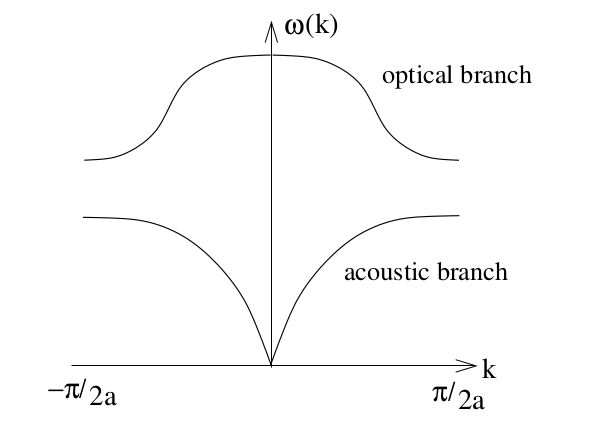 ω(k)
optical branch
acoustic branch
k
−π/2a
π/2a